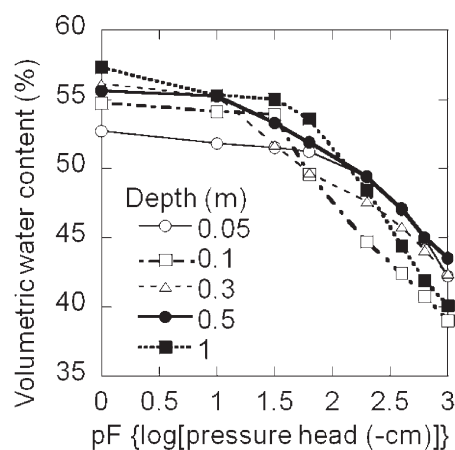 Volumetric water content (%)
60
55
50
45
40
35
Depth (m)
0.05
0.1
0.3
0.5
1
0 0.5 1 1.5 2 2.5 3
pF {log[pressure head (-cm)]}